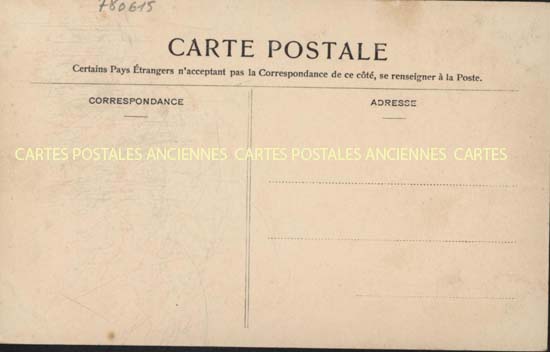 780615
CARTE POSTALE
Certains Pays Étrangers n'acceptant pas la Correspondance de ce côté, se renseigner à la Poste.
CORRESPONDANCE
ADRESSE
CARTES POSTALES ANCIENNES CARTES POSTALES ANCIENNES CARTES